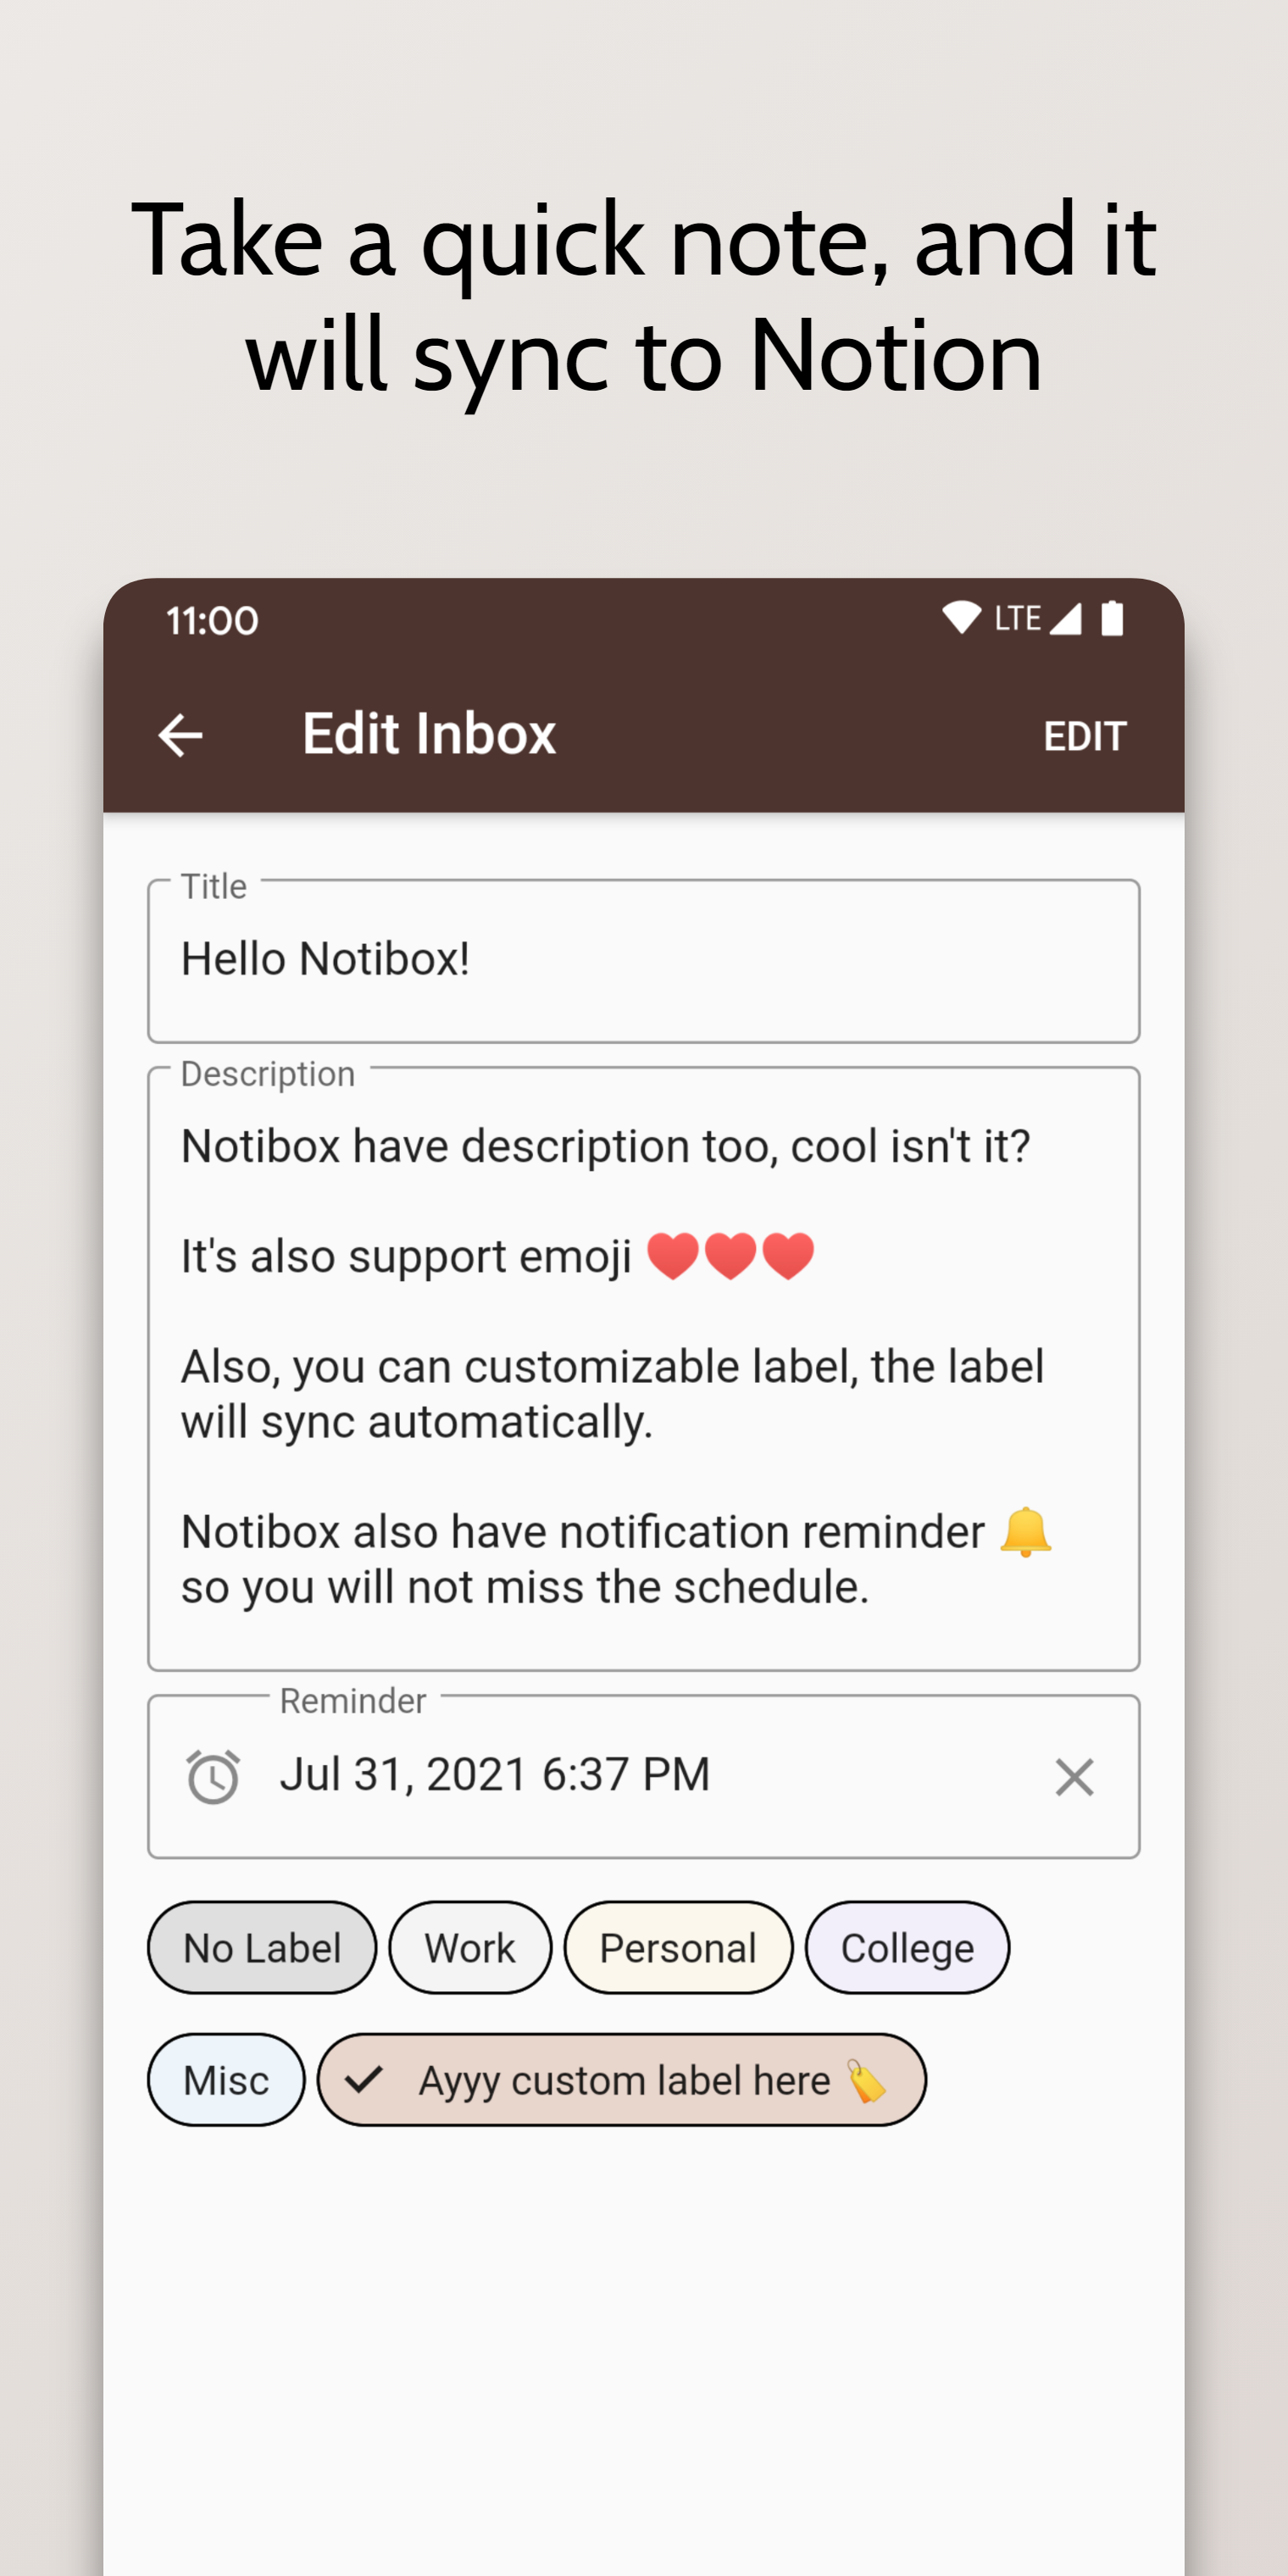 Take a quick note, and it
will sync to Notion
11:00 LTE
Edit Inbox EDIT
Title
Hello Notibox!
Description
Notibox have description too, cool isn't it?
It's also support emoji ❤️❤️❤️
Also, you can customizable label, the label
will sync automatically.
Notibox also have notification reminder 🔔
so you will not miss the schedule.
Reminder
Jul 31, 2021 6:37 PM
No Label Work Personal College
Misc Ayyy custom label here 🏷️